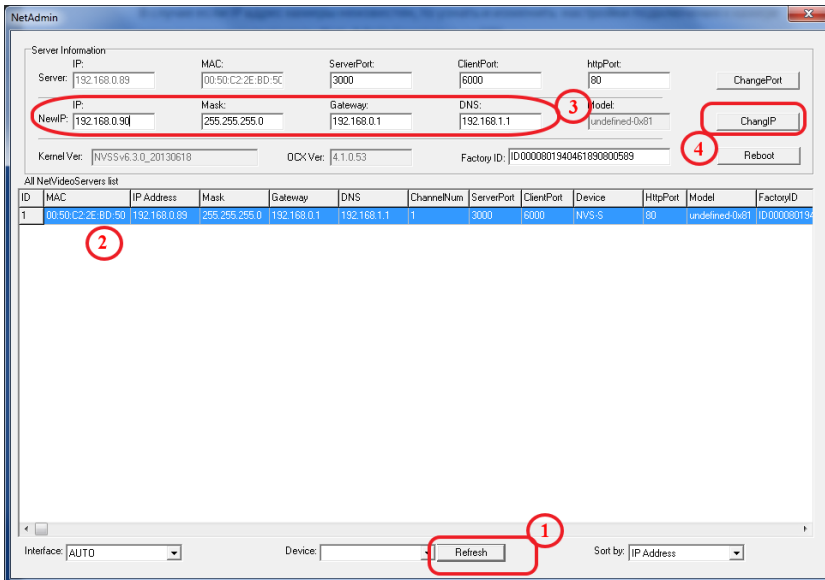 NetAdmin
Server Information
IP: MAC: ServerPort: ClientPort: httpPort:
Server: 192.168.0.89 00:50:C2:2E:BD:5C 3000 6000 80 ChangePort
IP: Mask: Gateway: DNS: Model:
3
NewIP: 192.168.0.90 255.255.255.0 192.168.0.1 192.168.1.1 undefined-0x81 ChangIP
4
Kernel Ver: NVSSv6.3.0_20130618 OCX Ver: 4.1.0.53 Factory ID: ID0000801940461890800589 Reboot
All NetVideoServers list
ID MAC IP Address Mask Gateway DNS ChannelNum ServerPort ClientPort Device HttpPort Model FactoryID
1 00:50:C2:2E:BD:50 192.168.0.89 255.255.255.0 192.168.0.1 192.168.1.1 1 3000 6000 NVS-S 80 undefined-0x81 ID000080194
2
1
Interface: AUTO Device: Refresh Sort by: IP Address